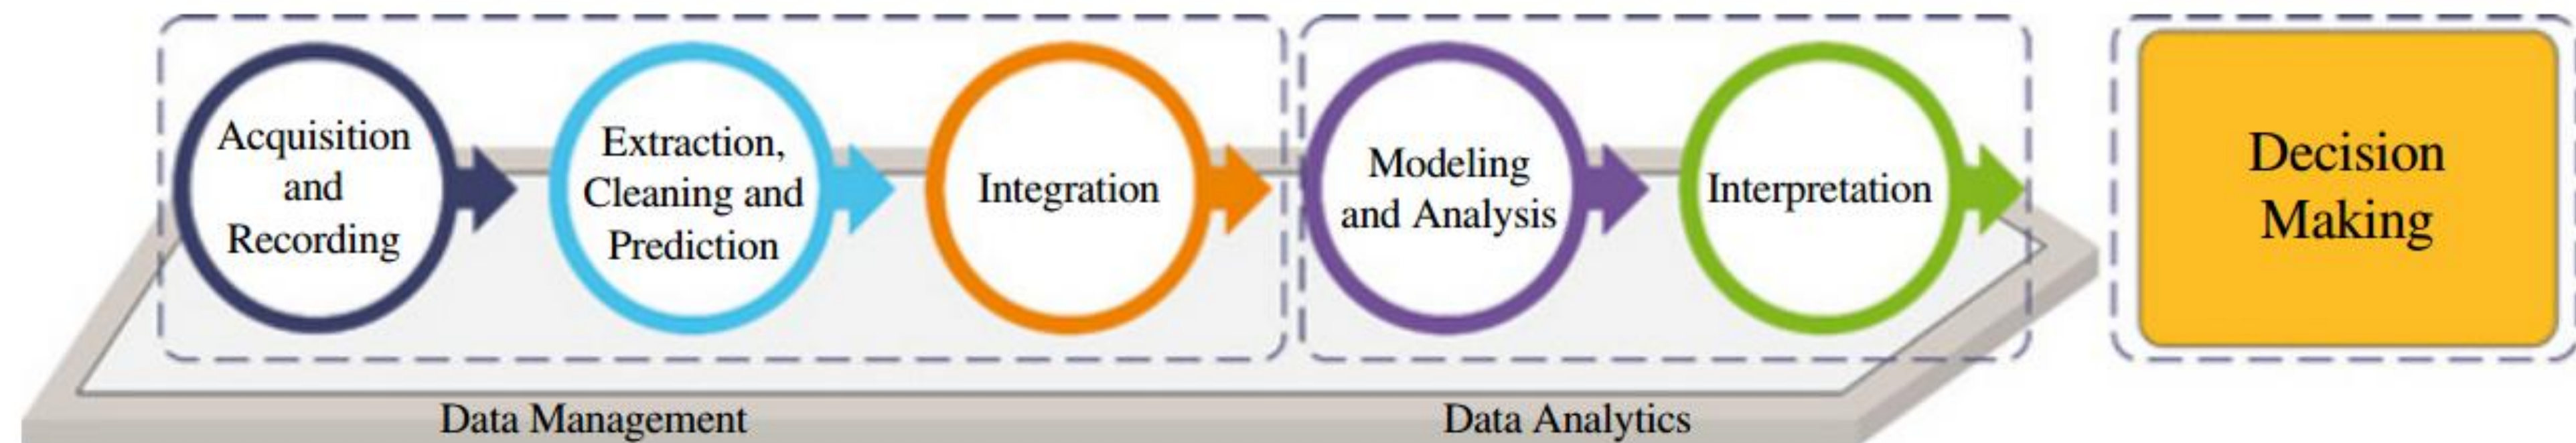 Acquisition
and
Recording
Extraction,
Cleaning and
Prediction
Integration
Modeling
and Analysis
Interpretation
Decision
Making
Data Management
Data Analytics